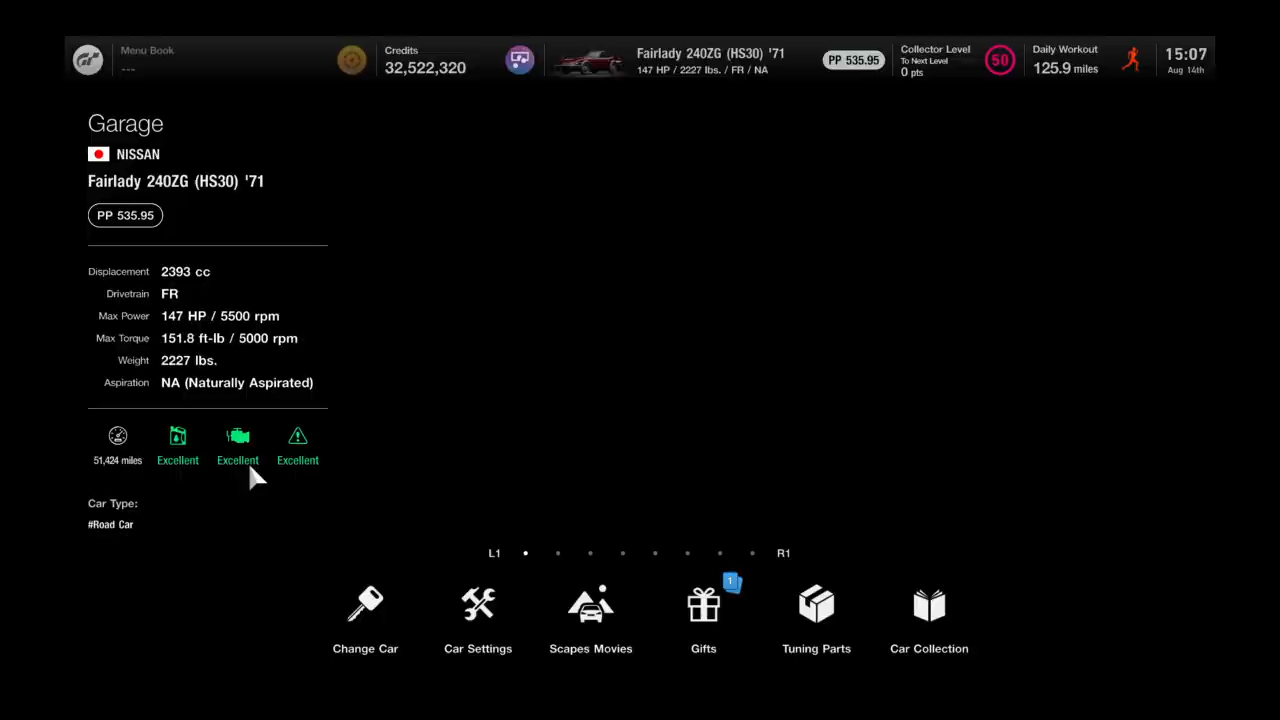 Menu Book
---
Credits
32,522,320
Fairlady 240ZG (HS30) '71
147 HP / 2227 lbs. / FR / NA
PP 535.95
Collector Level
To Next Level
0 pts
50
Daily Workout
125.9 miles
15:07
Aug 14th
Garage
NISSAN
Fairlady 240ZG (HS30) '71
PP 535.95
Displacement 2393 cc
Drivetrain FR
Max Power 147 HP / 5500 rpm
Max Torque 151.8 ft-lb / 5000 rpm
Weight 2227 lbs.
Aspiration NA (Naturally Aspirated)
51,424 miles Excellent Excellent Excellent
Car Type:
#Road Car
L1 R1
1
Change Car Car Settings Scapes Movies Gifts Tuning Parts Car Collection